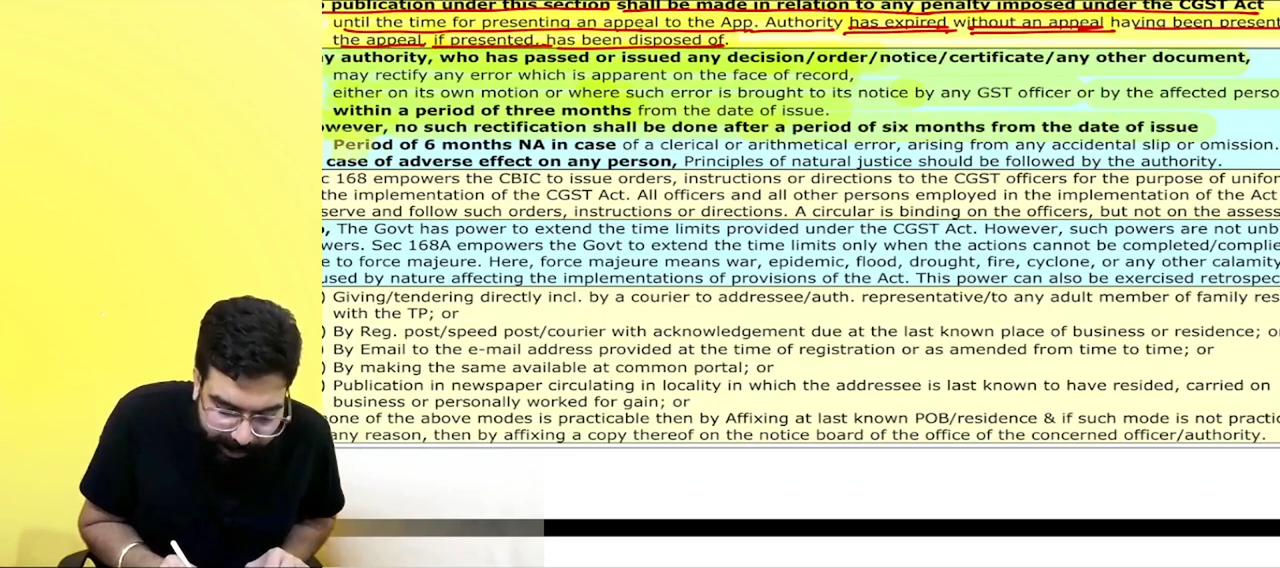 publication under this section shall be made in relation to any penalty imposed under the CGST Act
until the time for presenting an appeal to the App. Authority has expired without an appeal having been
the appeal, if presented, has been disposed of.
authority, who has passed or issued any decision/order/notice/certificate/any other document,
may rectify any error which is apparent on the face of record,
either on its own motion or where such error is brought to its notice by any GST officer or by the affected
within a period of three months from the date of issue.
no such rectification shall be done after a period of six months from the date of issue
Period of 6 months NA in case of a clerical or arithmetical error, arising from any accidental slip or omission.
case of adverse effect on any person, Principles of natural justice should be followed by the authority.
168 empowers the CBIC to issue orders, instructions or directions to the CGST officers for the purpose of
the implementation of the CGST Act. All officers and all other persons employed in the implementation of the Act
serve and follow such orders, instructions or directions. A circular is binding on the officers, but not on the
The Govt has power to extend the time limits provided under the CGST Act. However, such powers are not
wers. Sec 168A empowers the Govt to extend the time limits only when the actions cannot be
e to force majeure. Here, force majeure means war, epidemic, flood, drought, fire, cyclone, or any other calamity
used by nature affecting the implementations of provisions of the Act. This power can also be exercised
) Giving/tendering directly incl. by a courier to addressee/auth. representative/to any adult member of family
with the TP; or
) By Reg. post/speed post/courier with acknowledgement due at the last known place of business or residence;
) By Email to the e-mail address provided at the time of registration or as amended from time to time; or
) By making the same available at common portal; or
) Publication in newspaper circulating in locality in which the addressee is last known to have resided, carried on
business or personally worked for gain; or
one of the above modes is practicable then by Affixing at last known POB/residence & if such mode is not
any reason, then by affixing a copy thereof on the notice board of the office of the concerned officer/authority.